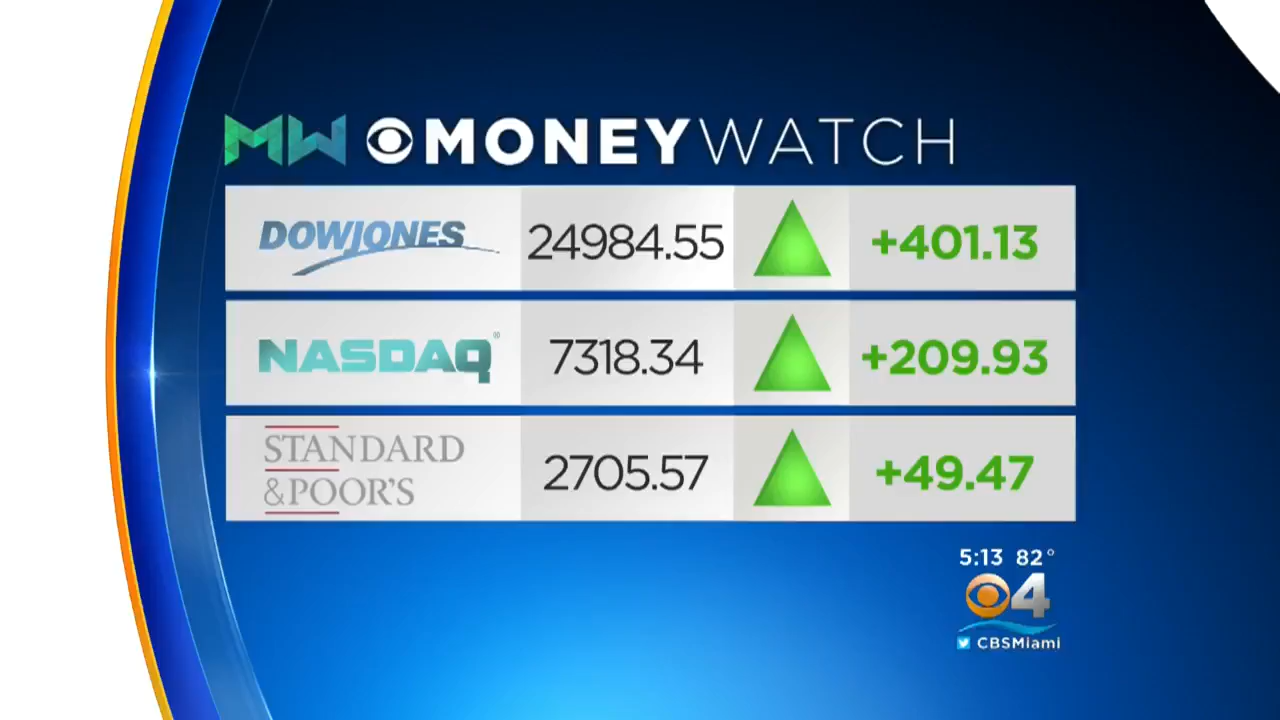 MW MONEYWATCH
DOWJONES 24984.55 +401.13
NASDAQ® 7318.34 +209.93
STANDARD
&POOR'S 2705.57 +49.47
5:13 82°
4
CBSMiami